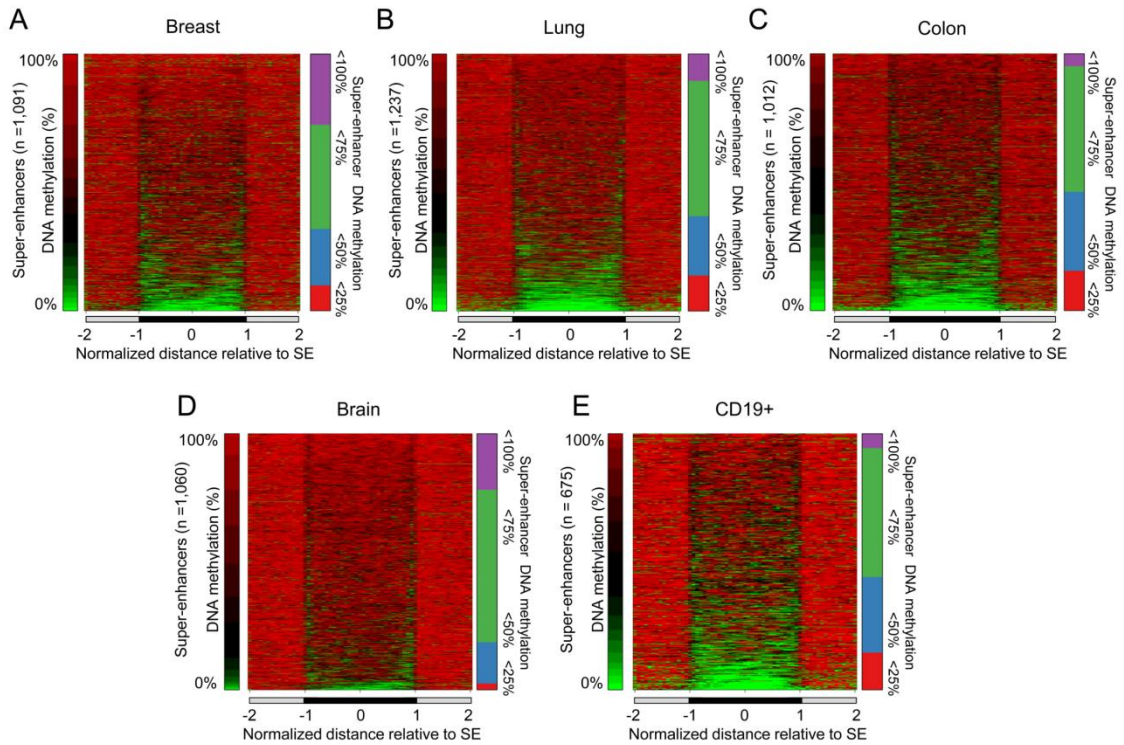 A
Breast
Super-enhancers (n =1,091)
DNA methylation (%)
100%
0%
<100%
<75%
<50%
<25%
Super-enhancer DNA methylation
-2 -1 0 1 2
Normalized distance relative to SE
B
Lung
Super-enhancers (n =1,237)
DNA methylation (%)
100%
0%
<100%
<75%
<50%
<25%
Super-enhancer DNA methylation
-2 -1 0 1 2
Normalized distance relative to SE
C
Colon
Super-enhancers (n = 1,012)
DNA methylation (%)
100%
0%
<100%
<75%
<50%
<25%
Super-enhancer DNA methylation
-2 -1 0 1 2
Normalized distance relative to SE
D
Brain
Super-enhancers (n =1,060)
DNA methylation (%)
100%
0%
<100%
<75%
<50%
<25%
Super-enhancer DNA methylation
-2 -1 0 1 2
Normalized distance relative to SE
E
CD19+
Super-enhancers (n = 675)
DNA methylation (%)
100%
0%
<100%
<75%
<50%
<25%
Super-enhancer DNA methylation
-2 -1 0 1 2
Normalized distance relative to SE